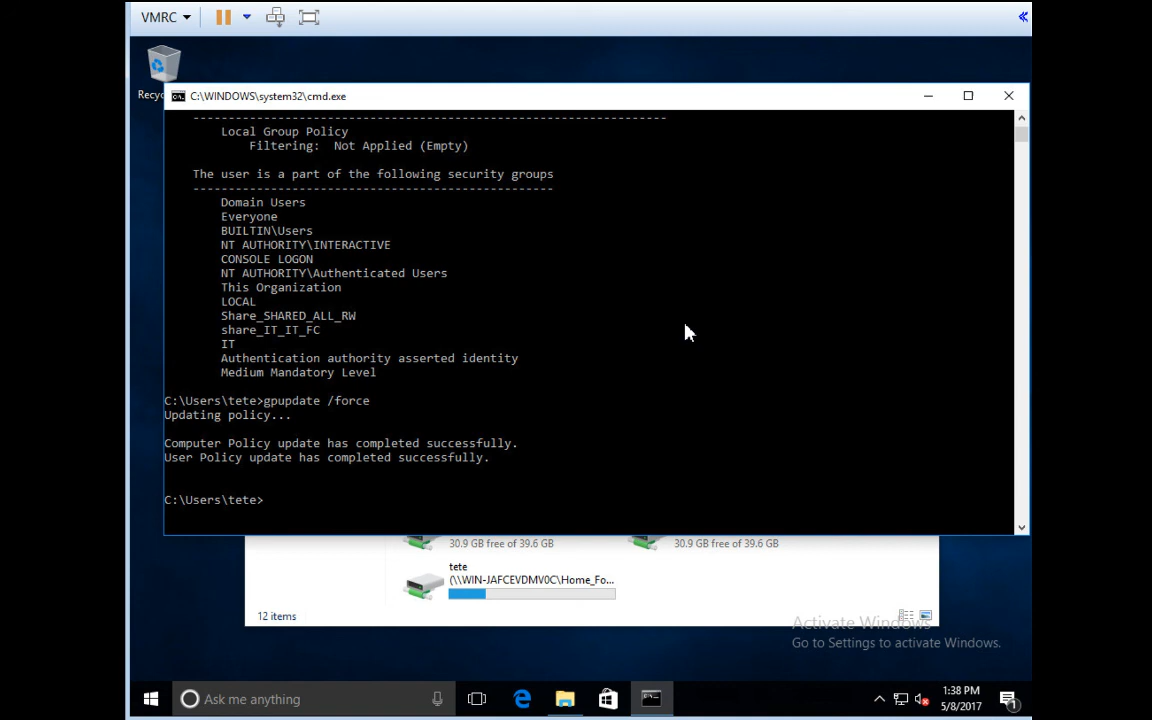 VMRC
Recyc
C:\WINDOWS\system32\cmd.exe
Local Group Policy
Filtering:  Not Applied (Empty)
The user is a part of the following security groups
Domain Users
Everyone
BUILTIN\Users
NT AUTHORITY\INTERACTIVE
CONSOLE LOGON
NT AUTHORITY\Authenticated Users
This Organization
LOCAL
Share_SHARED_ALL_RW
share_IT_IT_FC
IT
Authentication authority asserted identity
Medium Mandatory Level
C:\Users\tete>gpupdate /force
Updating policy...
Computer Policy update has completed successfully.
User Policy update has completed successfully.
C:\Users\tete>
30.9 GB free of 39.6 GB
30.9 GB free of 39.6 GB
tete
(\\WIN-JAFCEVDMV0C\Home_Fo...
12 items
Activate Windows
Go to Settings to activate Windows.
Ask me anything
1:38 PM
5/8/2017
1